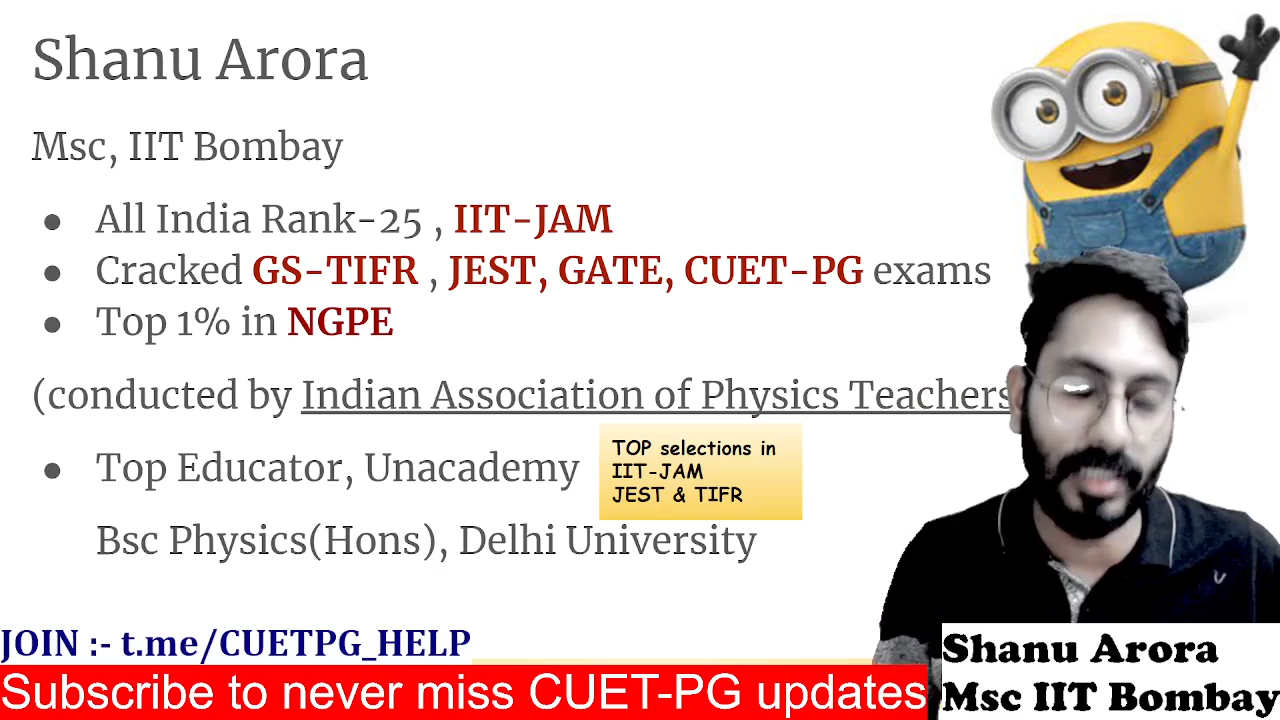 Shanu Arora
Msc, IIT Bombay
● All India Rank-25 , IIT-JAM
● Cracked GS-TIFR , JEST, GATE, CUET-PG exams
● Top 1% in NGPE
(conducted by Indian Association of Physics Teachers
● Top Educator, Unacademy
TOP selections in
IIT-JAM
JEST & TIFR
Bsc Physics(Hons), Delhi University
JOIN :- t.me/CUETPG_HELP
Subscribe to never miss CUET-PG updates
Shanu Arora
Msc IIT Bombay